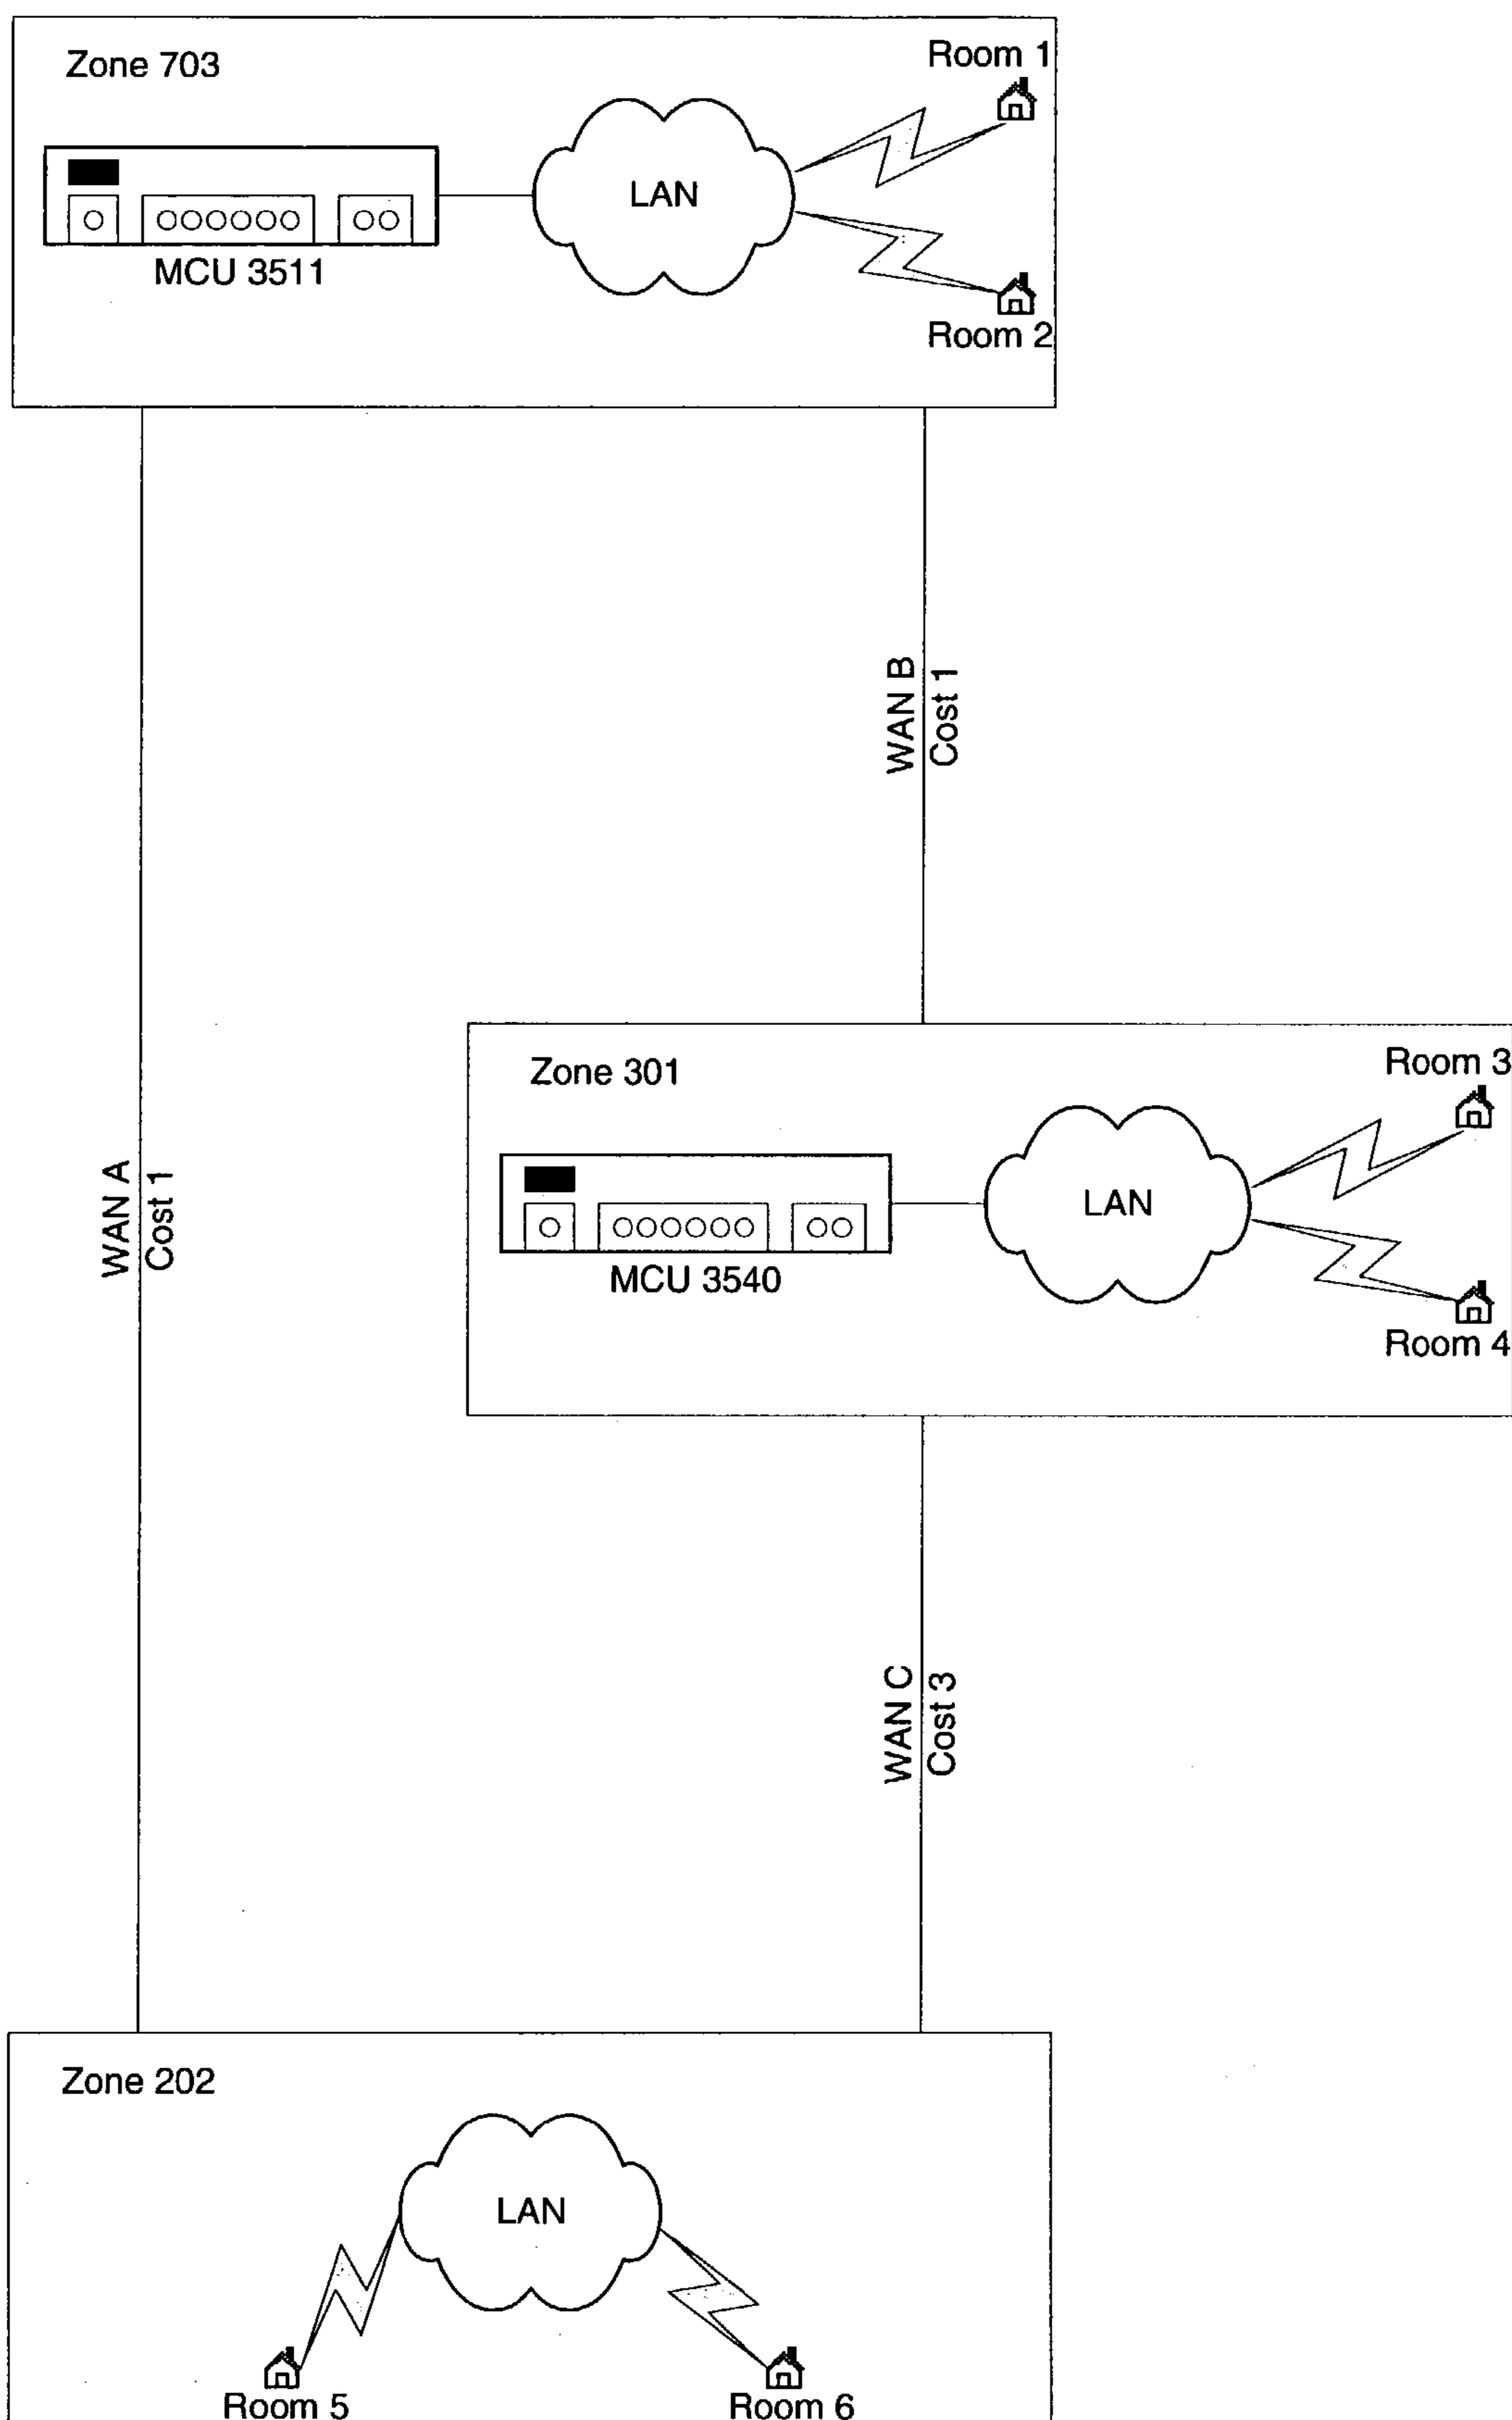 Zone 703
Room 1
LAN
MCU 3511
Room 2
WAN B
Cost 1
Zone 301
Room 3
WAN A
Cost 1
LAN
MCU 3540
Room 4
WAN C
Cost 3
Zone 202
LAN
Room 5
Room 6